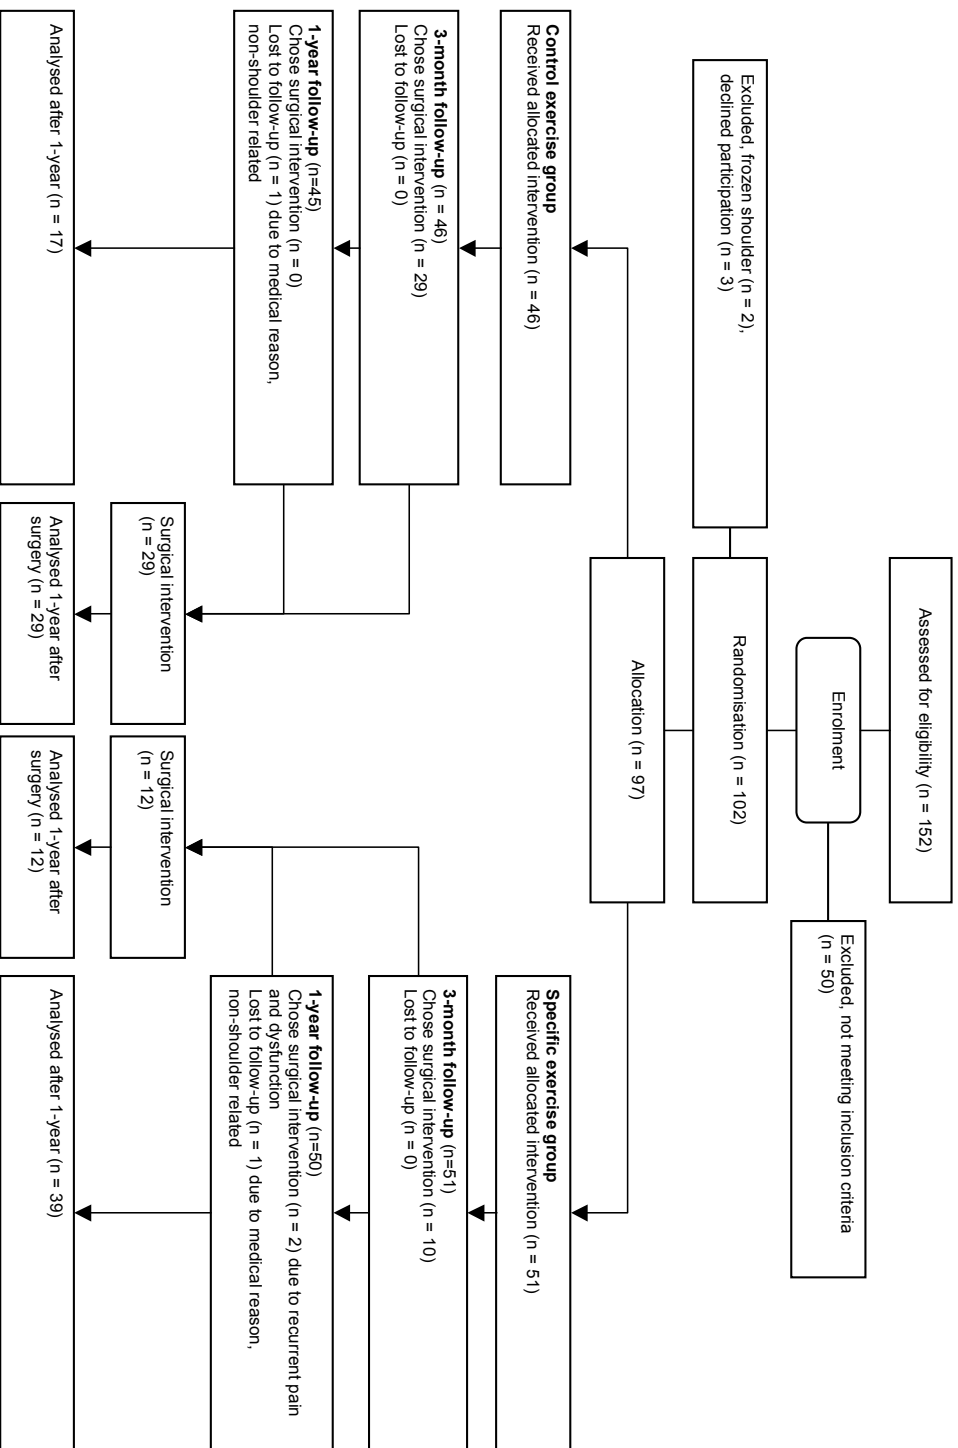 Assessed for eligibility (n = 152)
Enrolment
Excluded, not meeting inclusion criteria
(n = 50)
Randomisation (n = 102)
Excluded, frozen shoulder (n = 2),
declined participation (n = 3)
Allocation (n = 97)
Control exercise group
Received allocated intervention (n = 46)
3-month follow-up (n = 46)
Chose surgical intervention (n = 29)
Lost to follow-up (n = 0)
1-year follow-up (n=45)
Chose surgical intervention (n = 0)
Lost to follow-up (n = 1) due to medical reason,
non-shoulder related
Surgical intervention
(n = 29)
Analysed after 1-year (n = 17)
Analysed 1-year after
surgery (n = 29)
Specific exercise group
Received allocated intervention (n = 51)
3-month follow-up (n=51)
Chose surgical intervention (n = 10)
Lost to follow-up (n = 0)
1-year follow-up (n=50)
Chose surgical intervention (n = 2) due to recurrent pain
and dysfunction
Lost to follow-up (n = 1) due to medical reason,
non-shoulder related
Surgical intervention
(n = 12)
Analysed 1-year after
surgery (n = 12)
Analysed after 1-year (n = 39)